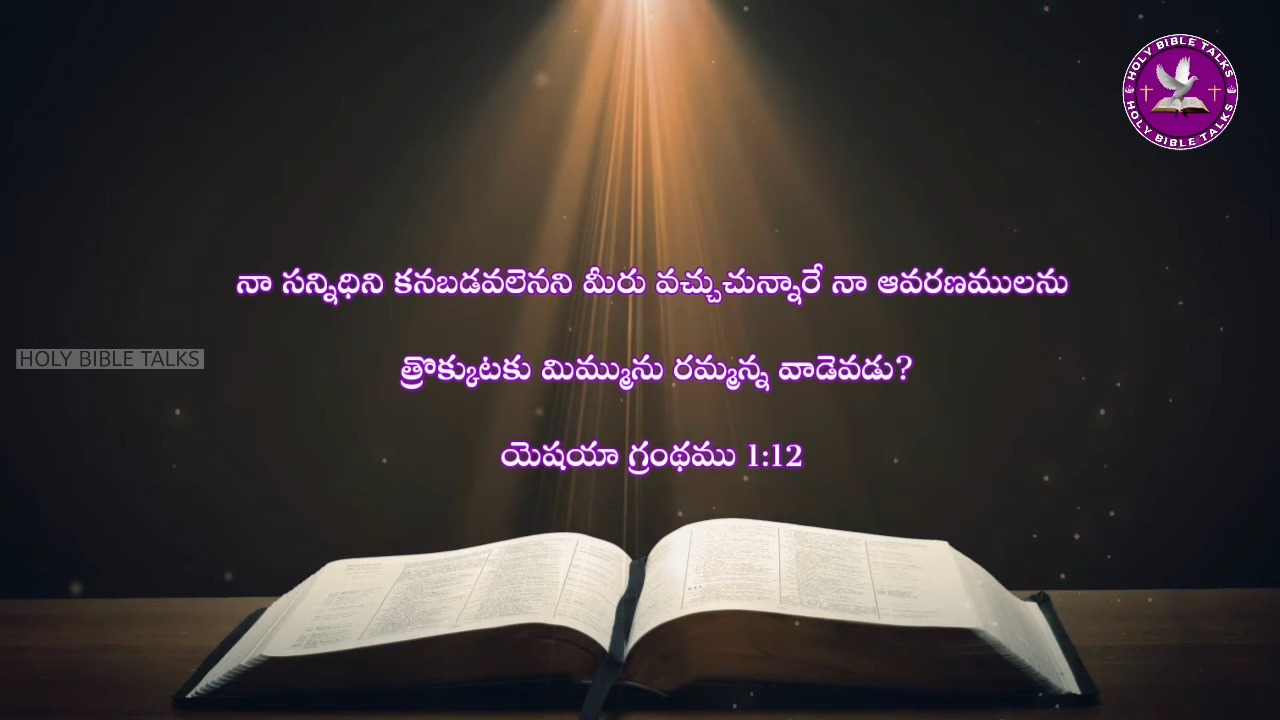 HOLY BIBLE TALKS
HOLY BIBLE TALKS
నా సన్నిధిని కనబడవలెనని మీరు వచ్చుచున్నారే నా ఆవరణములను
HOLY BIBLE TALKS
త్రొక్కుటకు మిమ్మును రమ్మన్న వాడెవడు?
యెషయా గ్రంథము 1:12